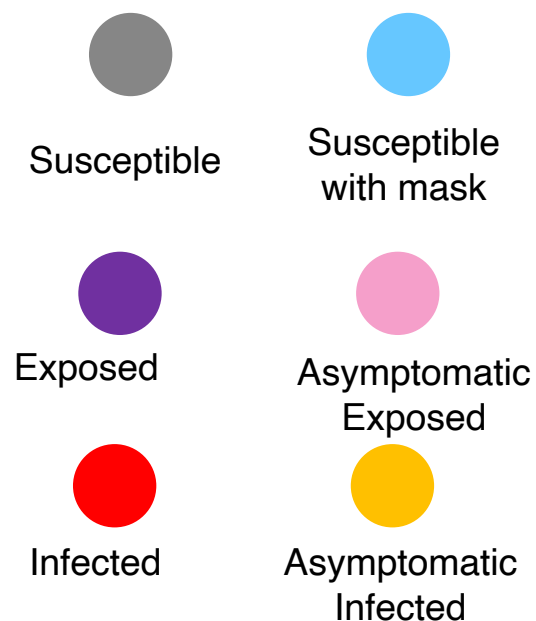 Susceptible
Susceptible
with mask
Exposed
Asymptomatic
Exposed
Infected
Asymptomatic
Infected